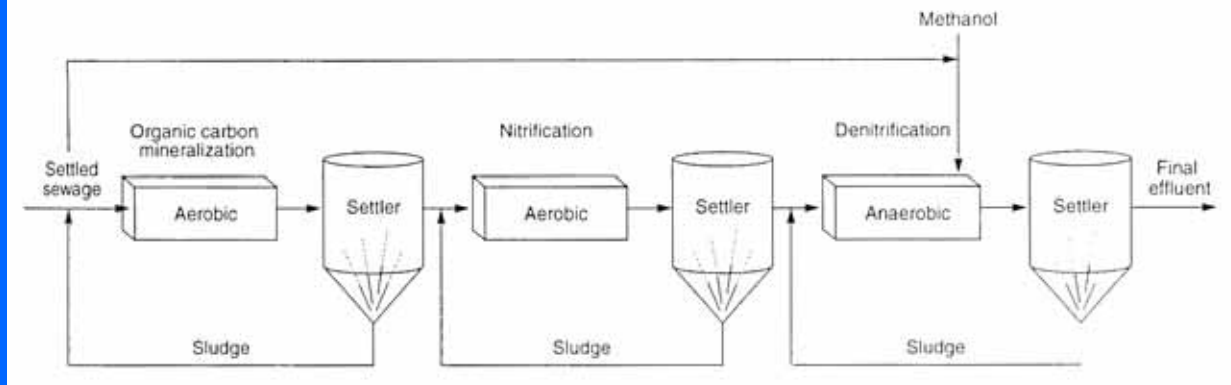 Methanol
Organic carbon
mineralization
Nitrification
Denitrification
Settled
sewage
Aerobic
Settler
Aerobic
Settler
Anaerobic
Settler
Final
effluent
Sludge
Sludge
Sludge